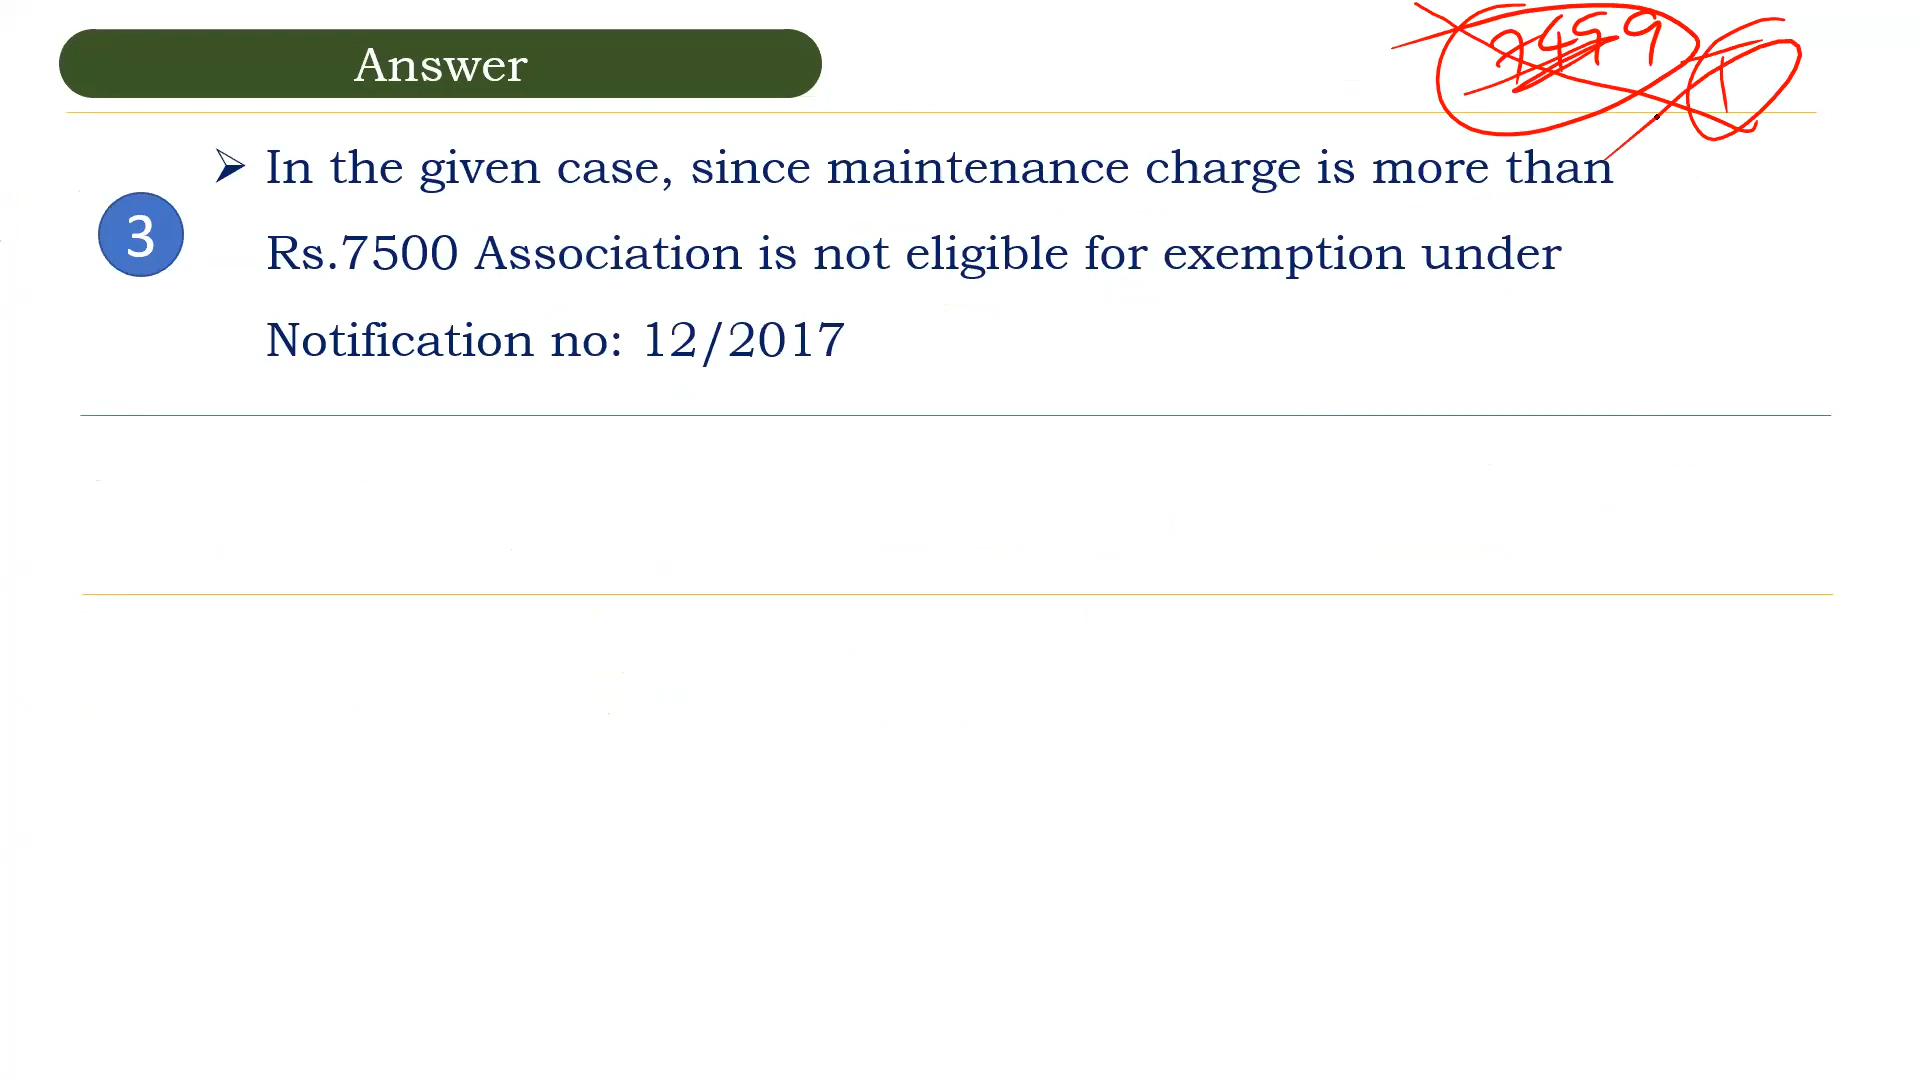 Answer
In the given case, since maintenance charge is more than
3
Rs.7500 Association is not eligible for exemption under
Notification no: 12/2017